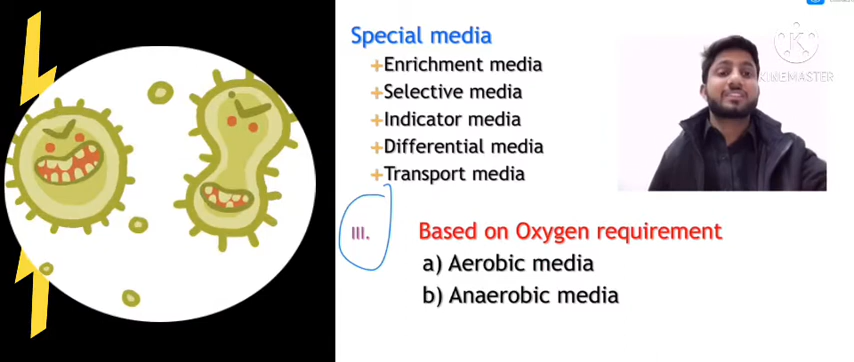 Special media
+Enrichment media
+Selective media
+Indicator media
+Differential media
+Transport media
III. Based on Oxygen requirement
a) Aerobic media
b) Anaerobic media
KINEMASTER